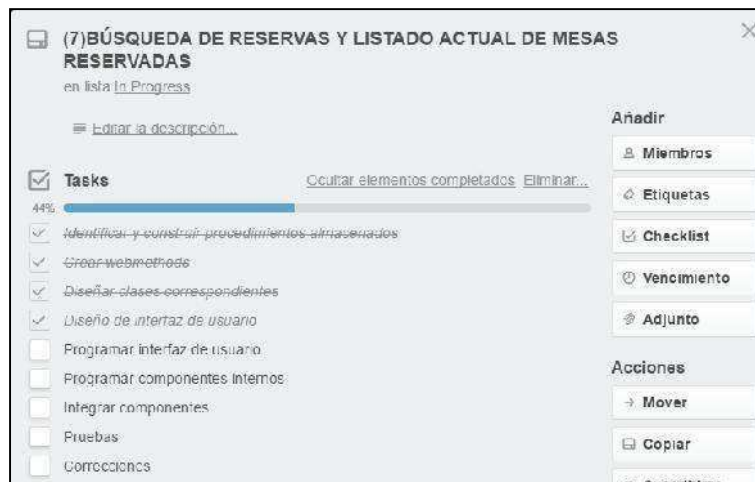 (7)BÚSQUEDA DE RESERVAS Y LISTADO ACTUAL DE MESAS
RESERVADAS
en lista In Progress
Editar la descripción...
Tasks
Ocultar elementos completados Eliminar...
44%
Identificar y construir procedimientos almacenados
Crear webmethods
Diseñar clases correspondientes
Diseño de interfaz de usuario
Programar interfaz de usuario
Programar componentes internos
Integrar componentes
Pruebas
Correcciones
Añadir
Miembros
Etiquetas
Checklist
Vencimiento
Adjunto
Acciones
Mover
Copiar